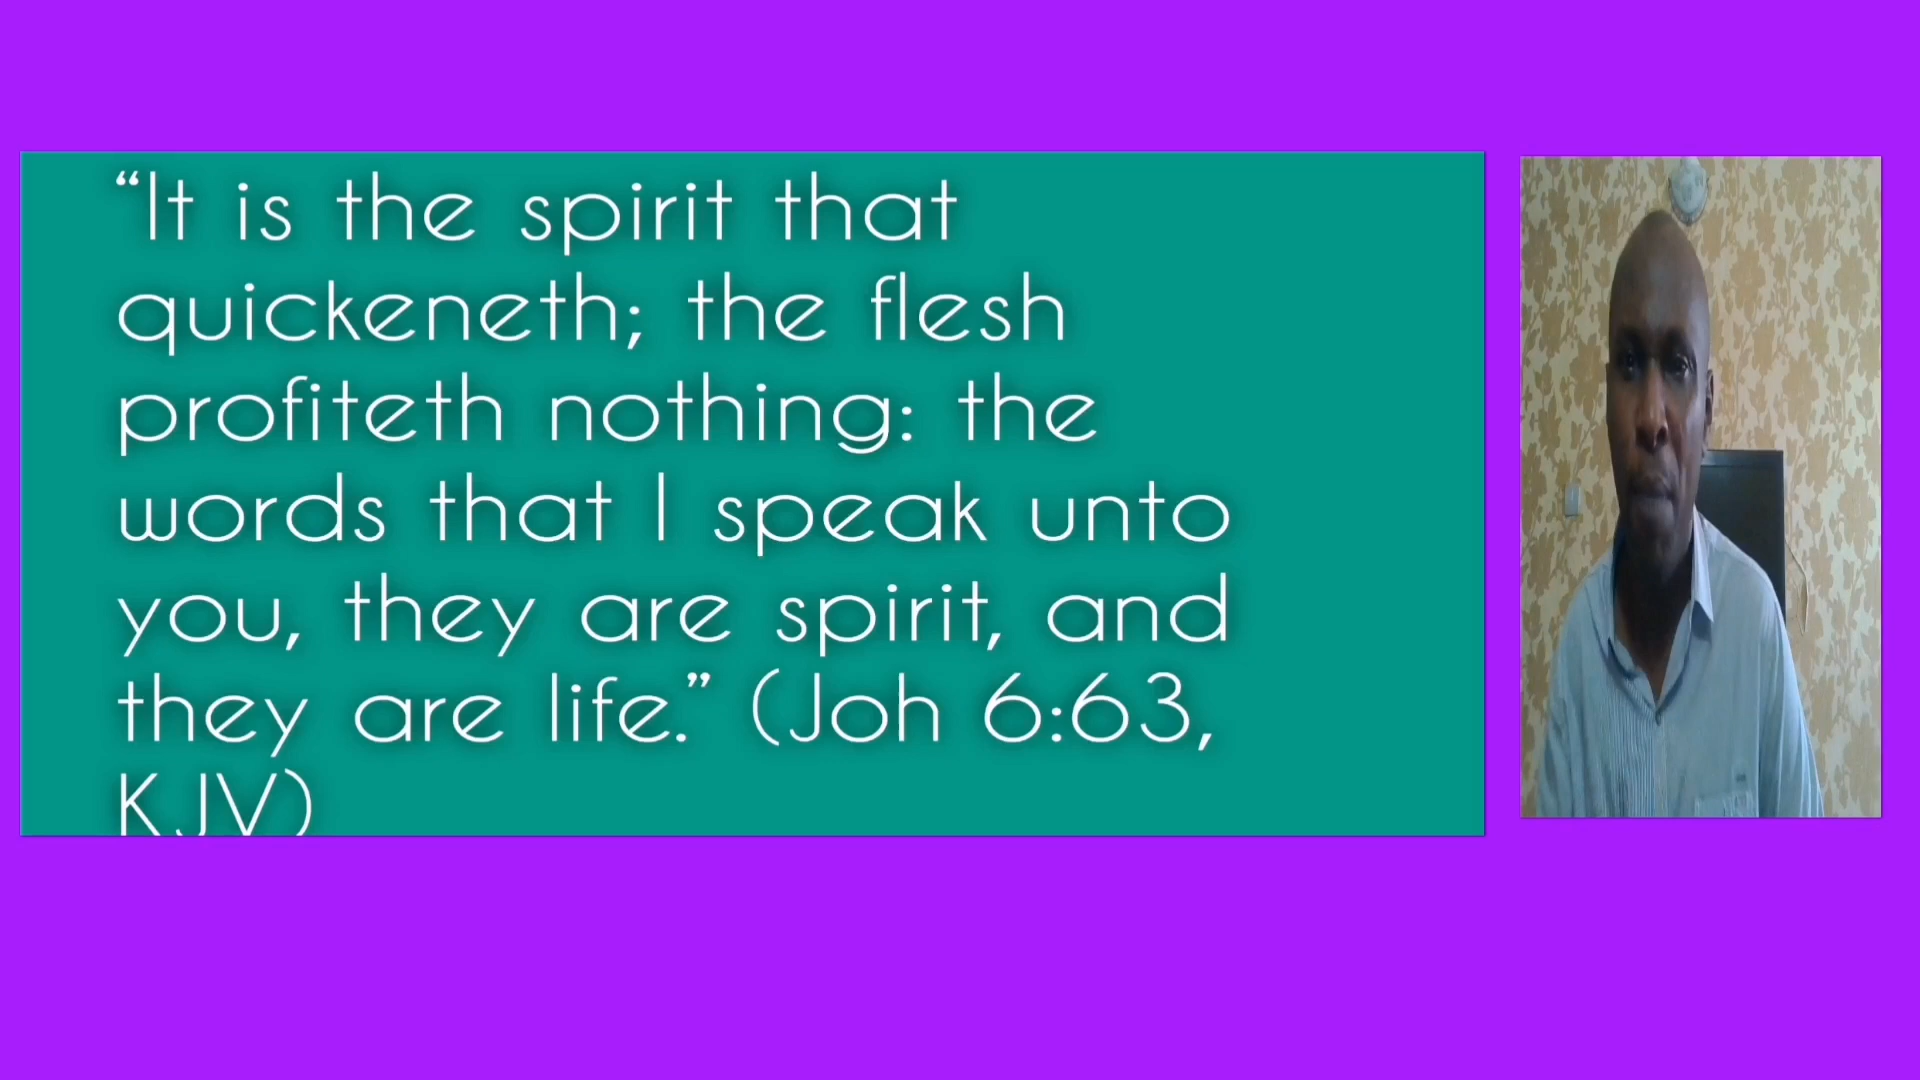 “It is the spirit that
quickeneth; the flesh
profiteth nothing: the
words that I speak unto
you, they are spirit, and
they are life.” (Joh 6:63,
KJV)